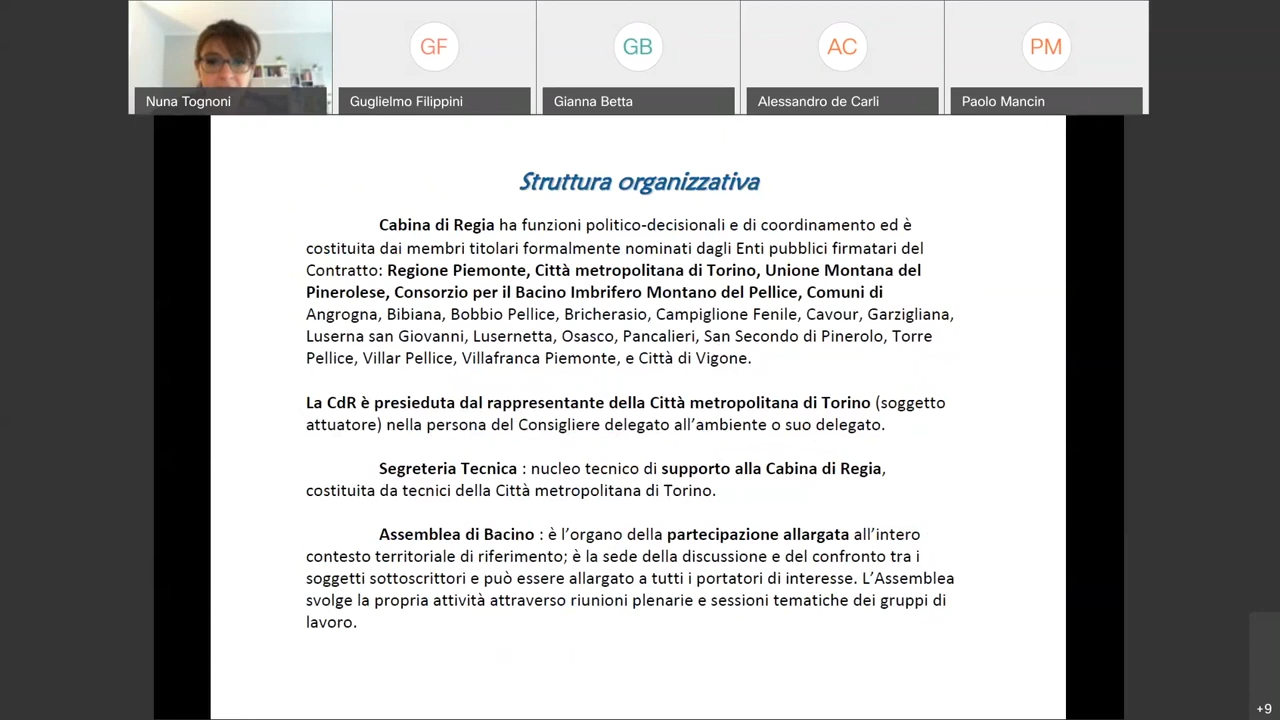 GF
GB
AC
PM
Nuna Tognoni
Guglielmo Filippini
Gianna Betta
Alessandro de Carli
Paolo Mancin
Struttura organizzativa
Cabina di Regia ha funzioni politico-decisionali e di coordinamento ed è
costituita dai membri titolari formalmente nominati dagli Enti pubblici firmatari del
Contratto: Regione Piemonte, Città metropolitana di Torino, Unione Montana del
Pinerolese, Consorzio per il Bacino Imbrifero Montano del Pellice, Comuni di
Angrogna, Bibiana, Bobbio Pellice, Bricherasio, Campiglione Fenile, Cavour, Garzigliana,
Luserna san Giovanni, Lusernetta, Osasco, Pancalieri, San Secondo di Pinerolo, Torre
Pellice, Villar Pellice, Villafranca Piemonte, e Città di Vigone.
La CdR è presieduta dal rappresentante della Città metropolitana di Torino (soggetto
attuatore) nella persona del Consigliere delegato all’ambiente o suo delegato.
Segreteria Tecnica : nucleo tecnico di supporto alla Cabina di Regia,
costituita da tecnici della Città metropolitana di Torino.
Assemblea di Bacino : è l’organo della partecipazione allargata all’intero
contesto territoriale di riferimento; è la sede della discussione e del confronto tra i
soggetti sottoscrittori e può essere allargato a tutti i portatori di interesse. L’Assemblea
svolge la propria attività attraverso riunioni plenarie e sessioni tematiche dei gruppi di
lavoro.
+9